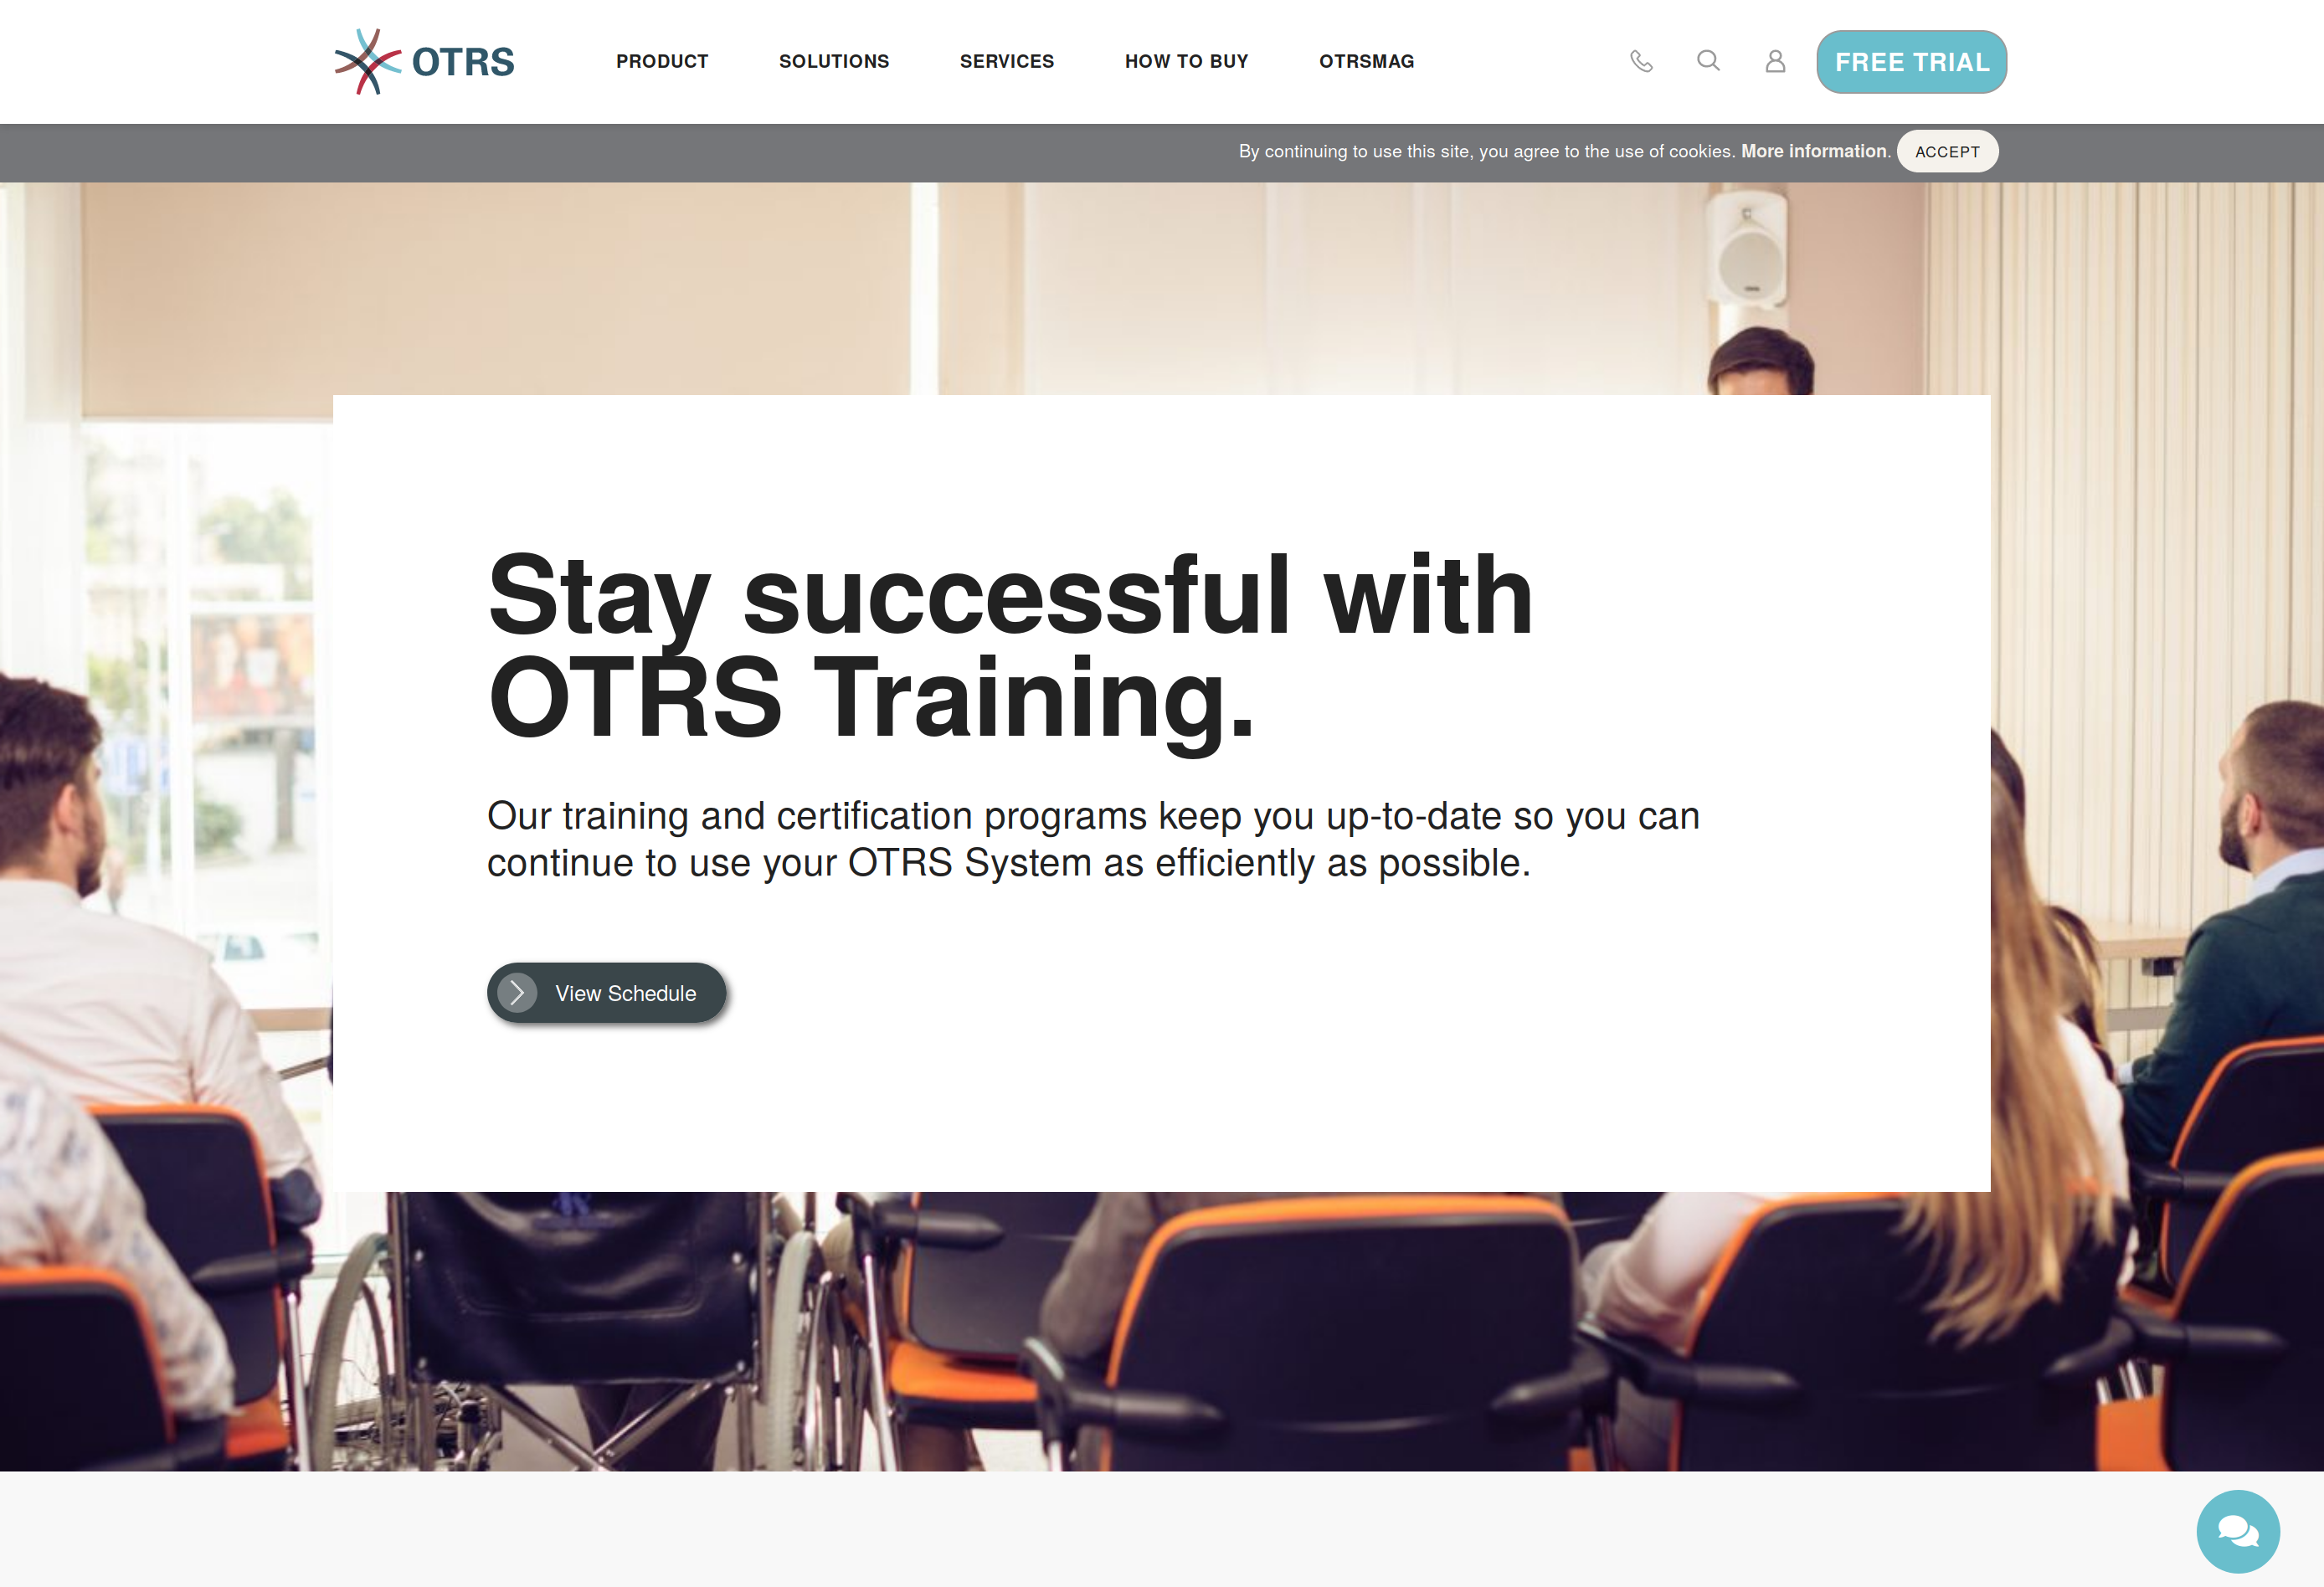 OTRS
PRODUCT
SOLUTIONS
SERVICES
HOW TO BUY
OTRSMAG
FREE TRIAL
By continuing to use this site, you agree to the use of cookies. More information.
ACCEPT
Stay successful with
OTRS Training.
Our training and certification programs keep you up-to-date so you can
continue to use your OTRS System as efficiently as possible.
View Schedule